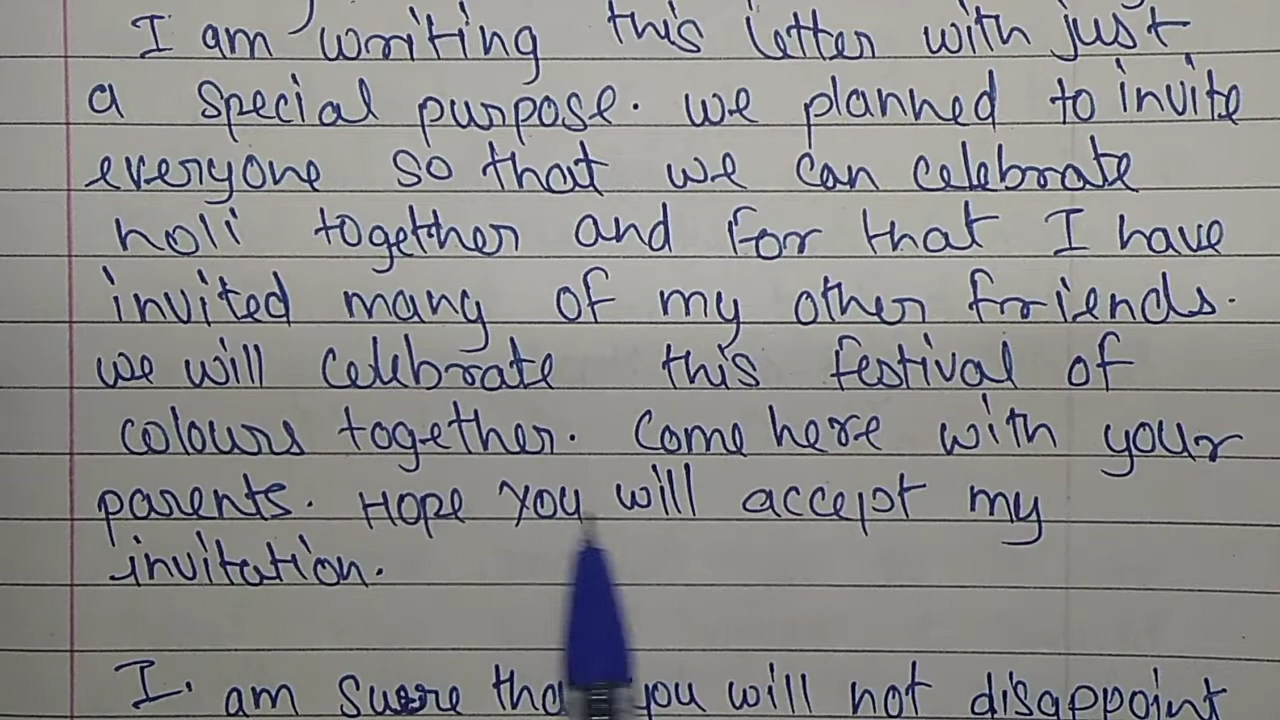 I am writing this letter with just
a special purpose. we planned to invite
everyone so that we can celebrate
holi together and for that I have
invited many of my other friends.
we will celebrate this festival of
colours together. Come here with your
parents. Hope you will accept my
invitation.
I. am suere tha you will not disappoint